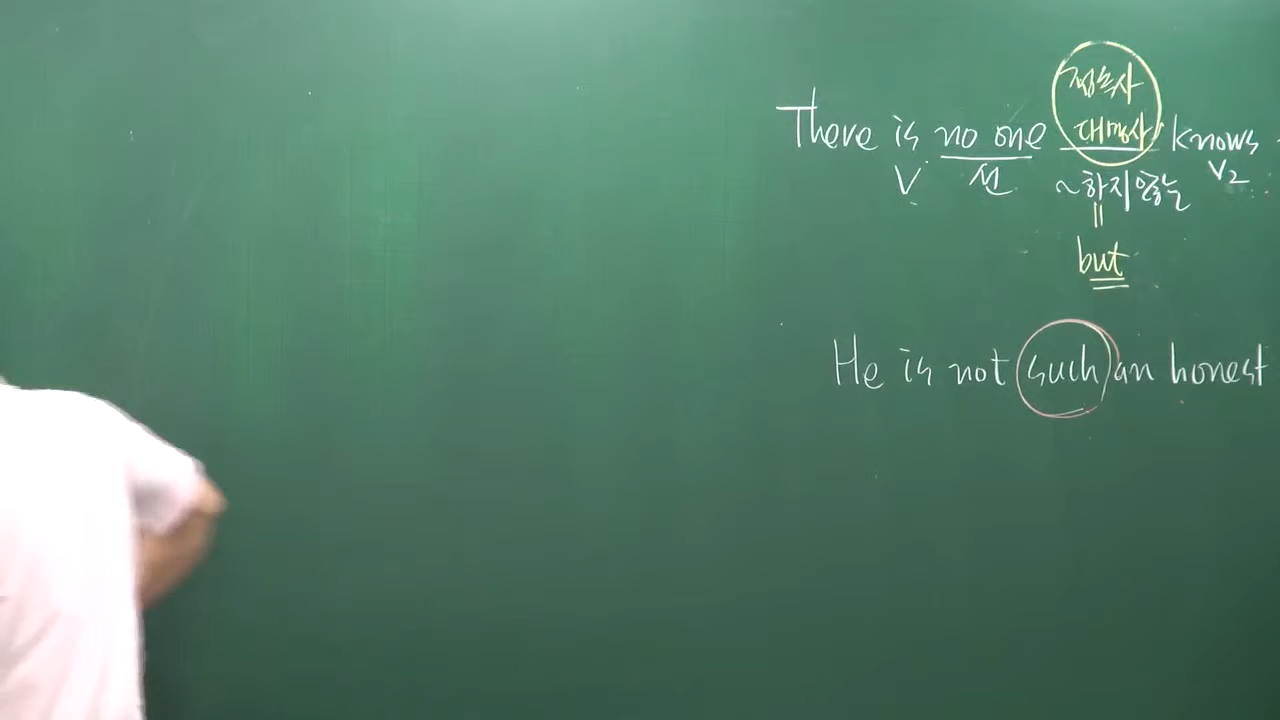 접속사
There is no one 대명사 knows
V 선 ~하지 않는 V2
||
but
He is not such an honest